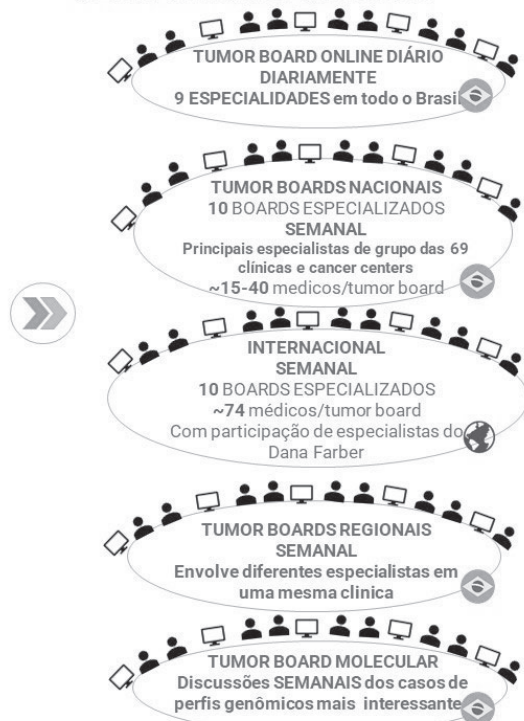 TUMOR BOARD ONLINE DIÁRIO
DIARIAMENTE
9 ESPECIALIDADES em todo o Brasil
TUMOR BOARDS NACIONAIS
10 BOARDS ESPECIALIZADOS
SEMANAL
Principais especialistas de grupo das 69
clínicas e cancer centers
~15-40 medicos/tumor board
INTERNACIONAL
SEMANAL
10 BOARDS ESPECIALIZADOS
~74 médicos/tumor board
Com participação de especialistas do
Dana Farber
TUMOR BOARDS REGIONAIS
SEMANAL
Envolve diferentes especialistas em
uma mesma clinica
TUMOR BOARD MOLECULAR
Discussões SEMANAIS dos casos de
perfis genômicos mais interessante